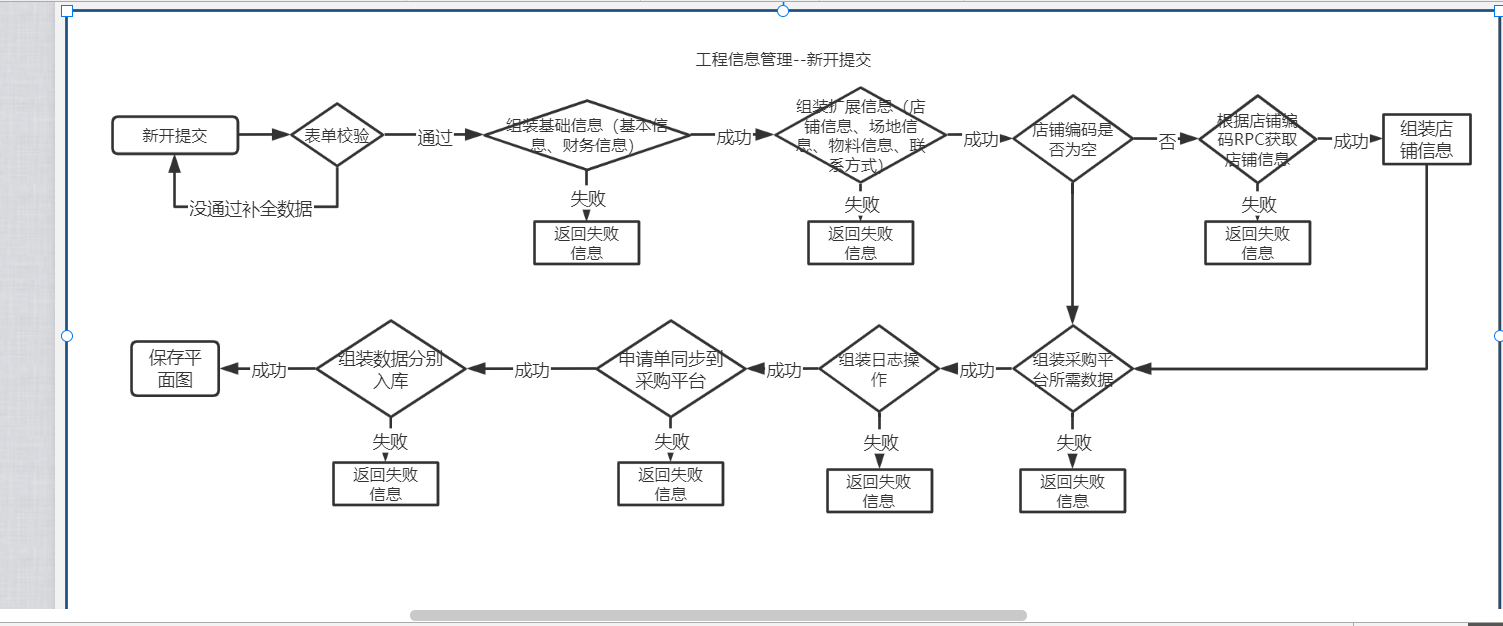 工程信息管理--新开提交
新开提交
表单校验
通过
组装基础信息（基本信
息、财务信息）
成功
组装扩展信息（店
铺信息、场地信
息、物料信息、联
系方式）
成功
店铺编码是
否为空
否
根据店铺编
码RPC获取
店铺信息
成功
组装店
铺信息
没通过补全数据
失败
返回失败
信息
失败
返回失败
信息
失败
返回失败
信息
保存平
面图
成功
组装数据分别
入库
成功
申请单同步到
采购平台
成功
组装日志操
作
成功
组装采购平
台所需数据
失败
返回失败
信息
失败
返回失败
信息
失败
返回失败
信息
失败
返回失败
信息